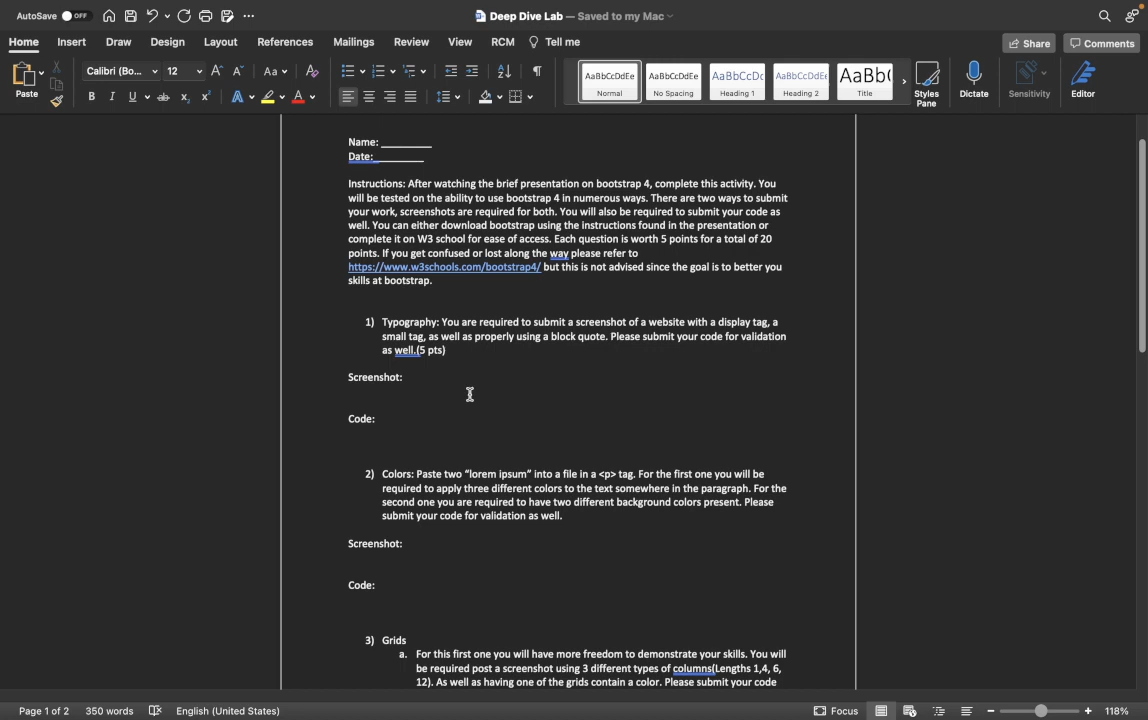 AutoSave OFF
Deep Dive Lab — Saved to my Mac
Home Insert Draw Design Layout References Mailings Review View RCM Tell me
Share Comments
Paste
Calibri (Bo... 12 A^ A Aa A
B I U ab x2 x2 A A
AaBbCcDdEe AaBbCcDdEe AaBbCcDc AaBbCcDdEe AaBb(
Normal No Spacing Heading 1 Heading 2 Title
Styles Pane
Dictate
Sensitivity
Editor
Name: _________
Date:_________
Instructions: After watching the brief presentation on bootstrap 4, complete this activity. You
will be tested on the ability to use bootstrap 4 in numerous ways. There are two ways to submit
your work, screenshots are required for both. You will also be required to submit your code as
well. You can either download bootstrap using the instructions found in the presentation or
complete it on W3 school for ease of access. Each question is worth 5 points for a total of 20
points. If you get confused or lost along the way please refer to
https://www.w3schools.com/bootstrap4/ but this is not advised since the goal is to better you
skills at bootstrap.
1) Typography: You are required to submit a screenshot of a website with a display tag, a
small tag, as well as properly using a block quote. Please submit your code for validation
as well.(5 pts)
Screenshot:
Code:
2) Colors: Paste two “lorem ipsum” into a file in a <p> tag. For the first one you will be
required to apply three different colors to the text somewhere in the paragraph. For the
second one you are required to have two different background colors present. Please
submit your code for validation as well.
Screenshot:
Code:
3) Grids
a. For this first one you will have more freedom to demonstrate your skills. You will
be required post a screenshot using 3 different types of columns(Lengths 1,4, 6,
12). As well as having one of the grids contain a color. Please submit your code
Page 1 of 2 350 words English (United States) Focus 118%